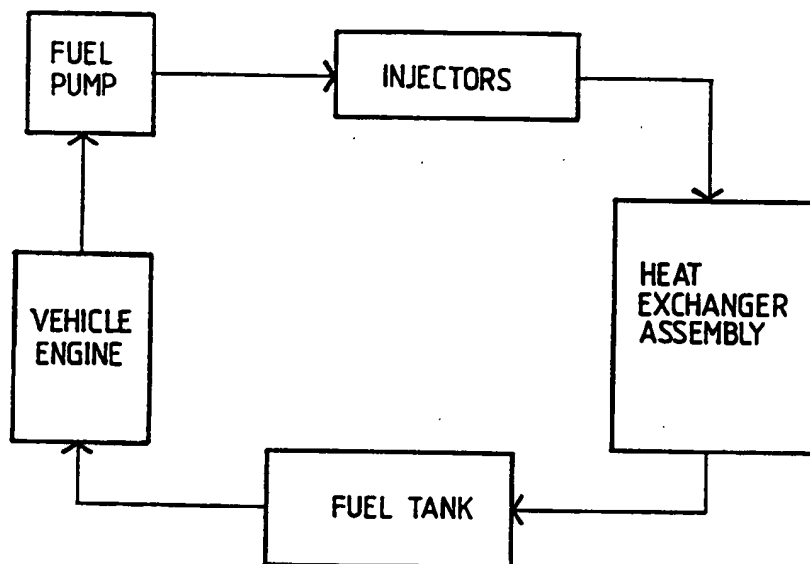 FUEL
PUMP
INJECTORS
HEAT
EXCHANGER
ASSEMBLY
VEHICLE
ENGINE
FUEL TANK